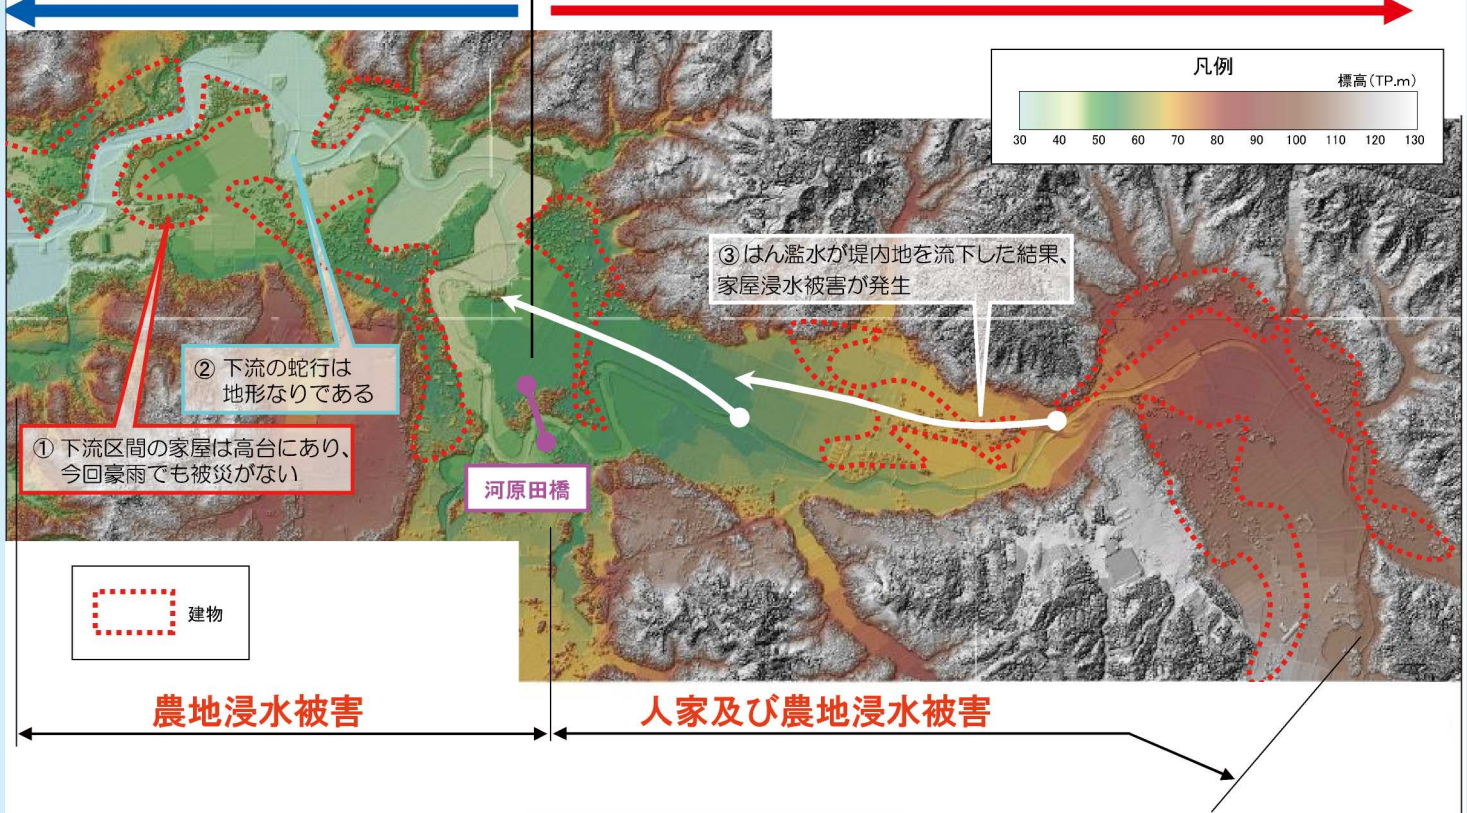 凡例
標高(TP.m)
30 40 50 60 70 80 90 100 110 120 130
③はん濫水が堤内地を流下した結果、
家屋浸水被害が発生
② 下流の蛇行は
地形なりである
① 下流区間の家屋は高台にあり、
今回豪雨でも被災がない
河原田橋
建物
農地浸水被害
人家及び農地浸水被害